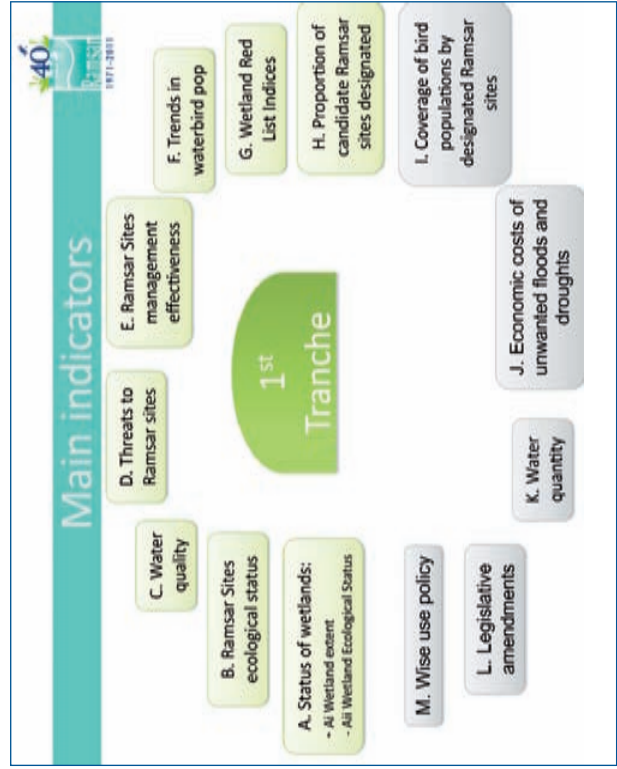 Main indicators
40
Ramsar
1971-2011
A. Status of wetlands:
- Ai Wetland extent
- Aii Wetland Ecological Status
B. Ramsar Sites
ecological status
C. Water
quality
D. Threats to
Ramsar sites
E. Ramsar Sites
management
effectiveness
F. Trends in
waterbird pop
G. Wetland Red
List Indices
H. Proportion of
candidate Ramsar
sites designated
I. Coverage of bird
populations by
designated Ramsar
sites
J. Economic costs of
unwanted floods and
droughts
K. Water
quantity
L. Legislative
amendments
M. Wise use policy
1st
Tranche